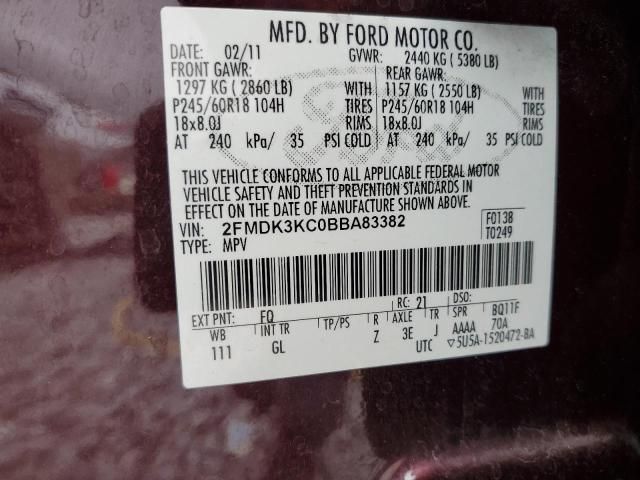 MFD. BY FORD MOTOR CO.
DATE: 02/11 GVWR: 2440 KG ( 5380 LB)
FRONT GAWR: REAR GAWR:
1297 KG ( 2860 LB) WITH 1157 KG ( 2550 LB) WITH
P245/60R18 104H TIRES P245/60R18 104H TIRES
18x8.0J RIMS 18x8.0J RIMS
AT 240 kPa/ 35 PSI COLD AT 240 kPa/ 35 PSI COLD
THIS VEHICLE CONFORMS TO ALL APPLICABLE FEDERAL MOTOR
VEHICLE SAFETY AND THEFT PREVENTION STANDARDS IN
EFFECT ON THE DATE OF MANUFACTURE SHOWN ABOVE.
VIN: 2FMDK3KC0BBA83382 F0138
TYPE: MPV T0249
EXT PNT: FQ RC: 21 DSO:
WB INT TR TP/PS R AXLE TR SPR BQ11F
111 GL Z 3E J AAAA 70A
UTC ▽5U5A-1520472-BA